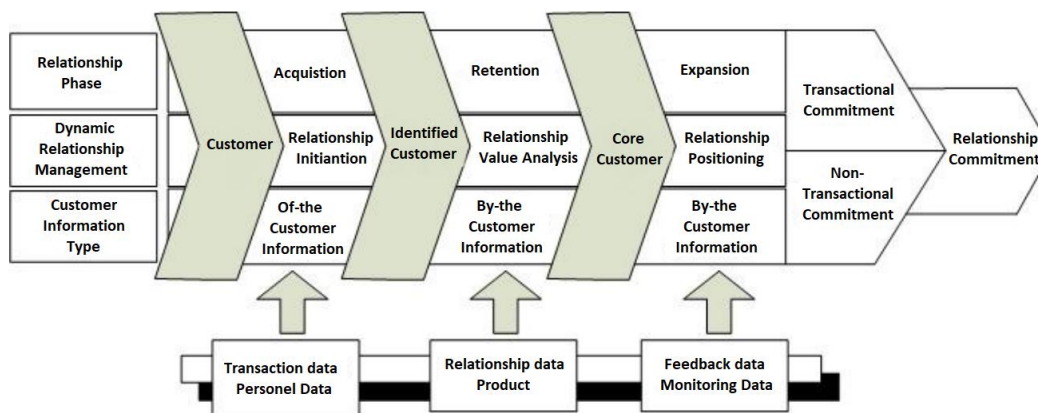 Relationship
Phase
Acquistion
Retention
Expansion
Transactional
Commitment
Dynamic
Relationship
Management
Customer
Relationship
Initiantion
Identified
Customer
Relationship
Value Analysis
Core
Customer
Relationship
Positioning
Relationship
Commitment
Customer
Information
Type
Of-the
Customer
Information
By-the
Customer
Information
By-the
Customer
Information
Non-
Transactional
Commitment
Transaction data
Personel Data
Relationship data
Product
Feedback data
Monitoring Data